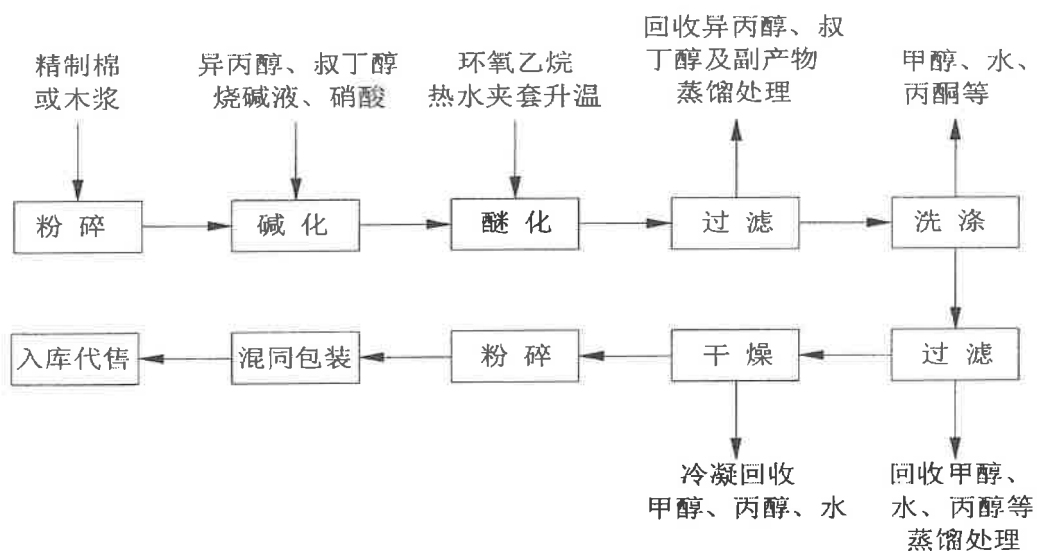 精制棉
或木浆
异丙醇、叔丁醇
烧碱液、硝酸
环氧乙烷
热水夹套升温
回收异丙醇、叔
丁醇及副产物
蒸馏处理
甲醇、水、
丙酮等
粉碎
碱化
醚化
过滤
洗涤
入库代售
混同包装
粉碎
干燥
过滤
冷凝回收
甲醇、丙醇、水
回收甲醇、
水、丙醇等
蒸馏处理